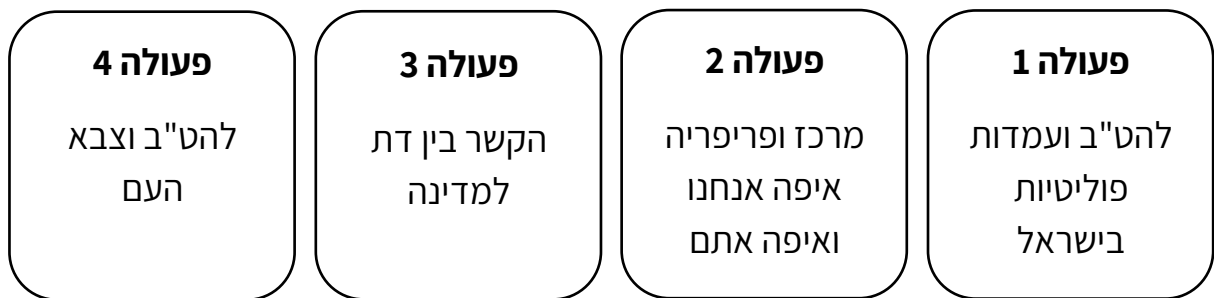 פעולה 1
להט"ב ועמדות
פוליטיות
בישראל
פעולה 2
מרכז ופריפריה
איפה אנחנו
ואיפה אתם
פעולה 3
הקשר בין דת
למדינה
פעולה 4
להט"ב וצבא
העם